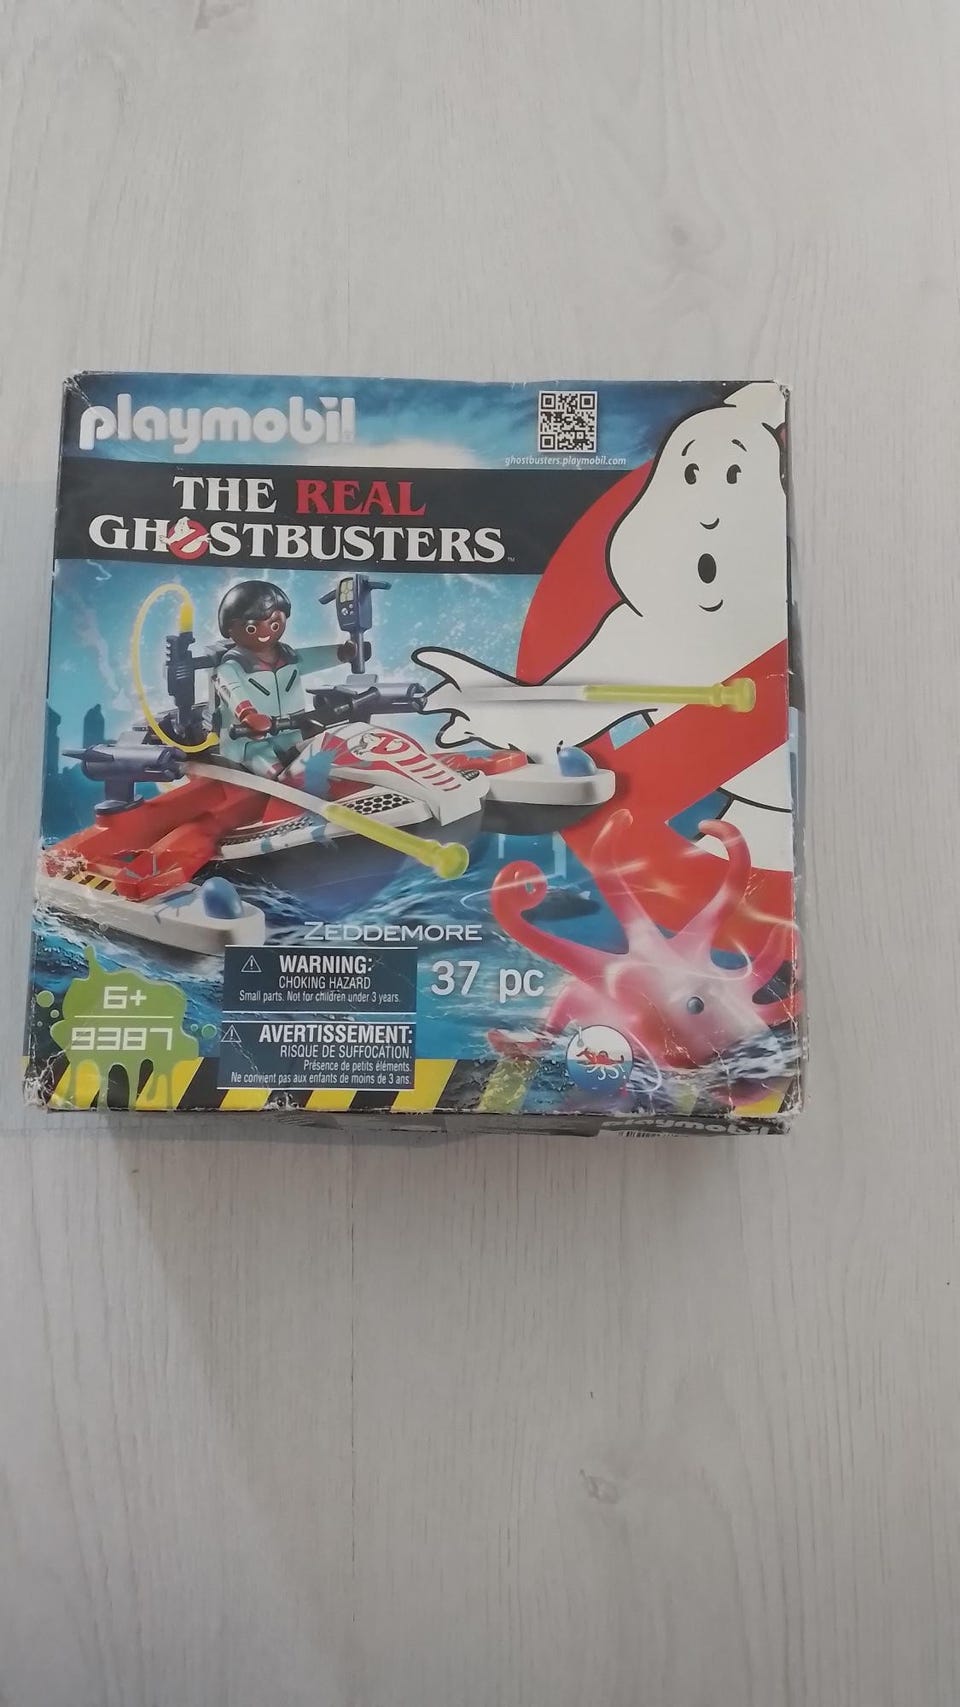 playmobil
ghostbusters.playmobil.com
THE REAL
GHOSTBUSTERS™
ZEDDEMORE
37 pc
6+
9387
WARNING:
CHOKING HAZARD
Small parts. Not for children under 3 years.
AVERTISSEMENT:
RISQUE DE SUFFOCATION.
Présence de petits éléments.
Ne convient pas aux enfants de moins de 3 ans.
playmobil